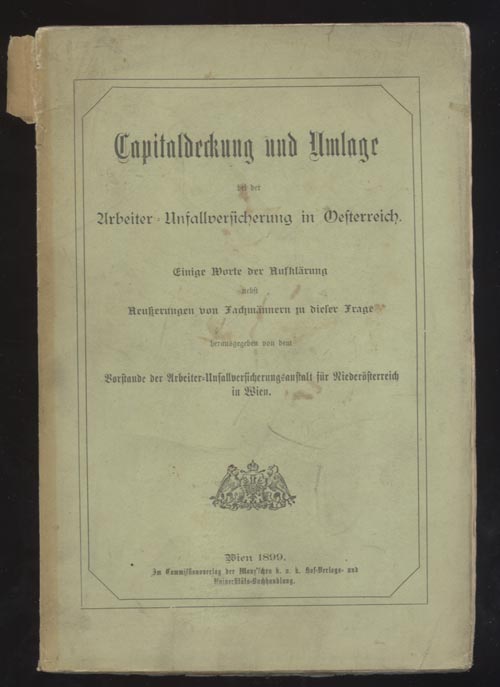 Capitaldeckung und Umlage
bei der
Arbeiter-Unfallversicherung in Oesterreich.
Einige Worte der Aufklärung
nebst
Aeußerungen von Fachmännern zu dieser Frage
herausgegeben von dem
Vorstande der Arbeiter-Unfallversicherungsanstalt für Niederösterreich
in Wien.
Wien 1899.
Im Commissionsverlag der Manz'schen k. u. k. Hof-Verlags- und
Universitäts-Buchhandlung.